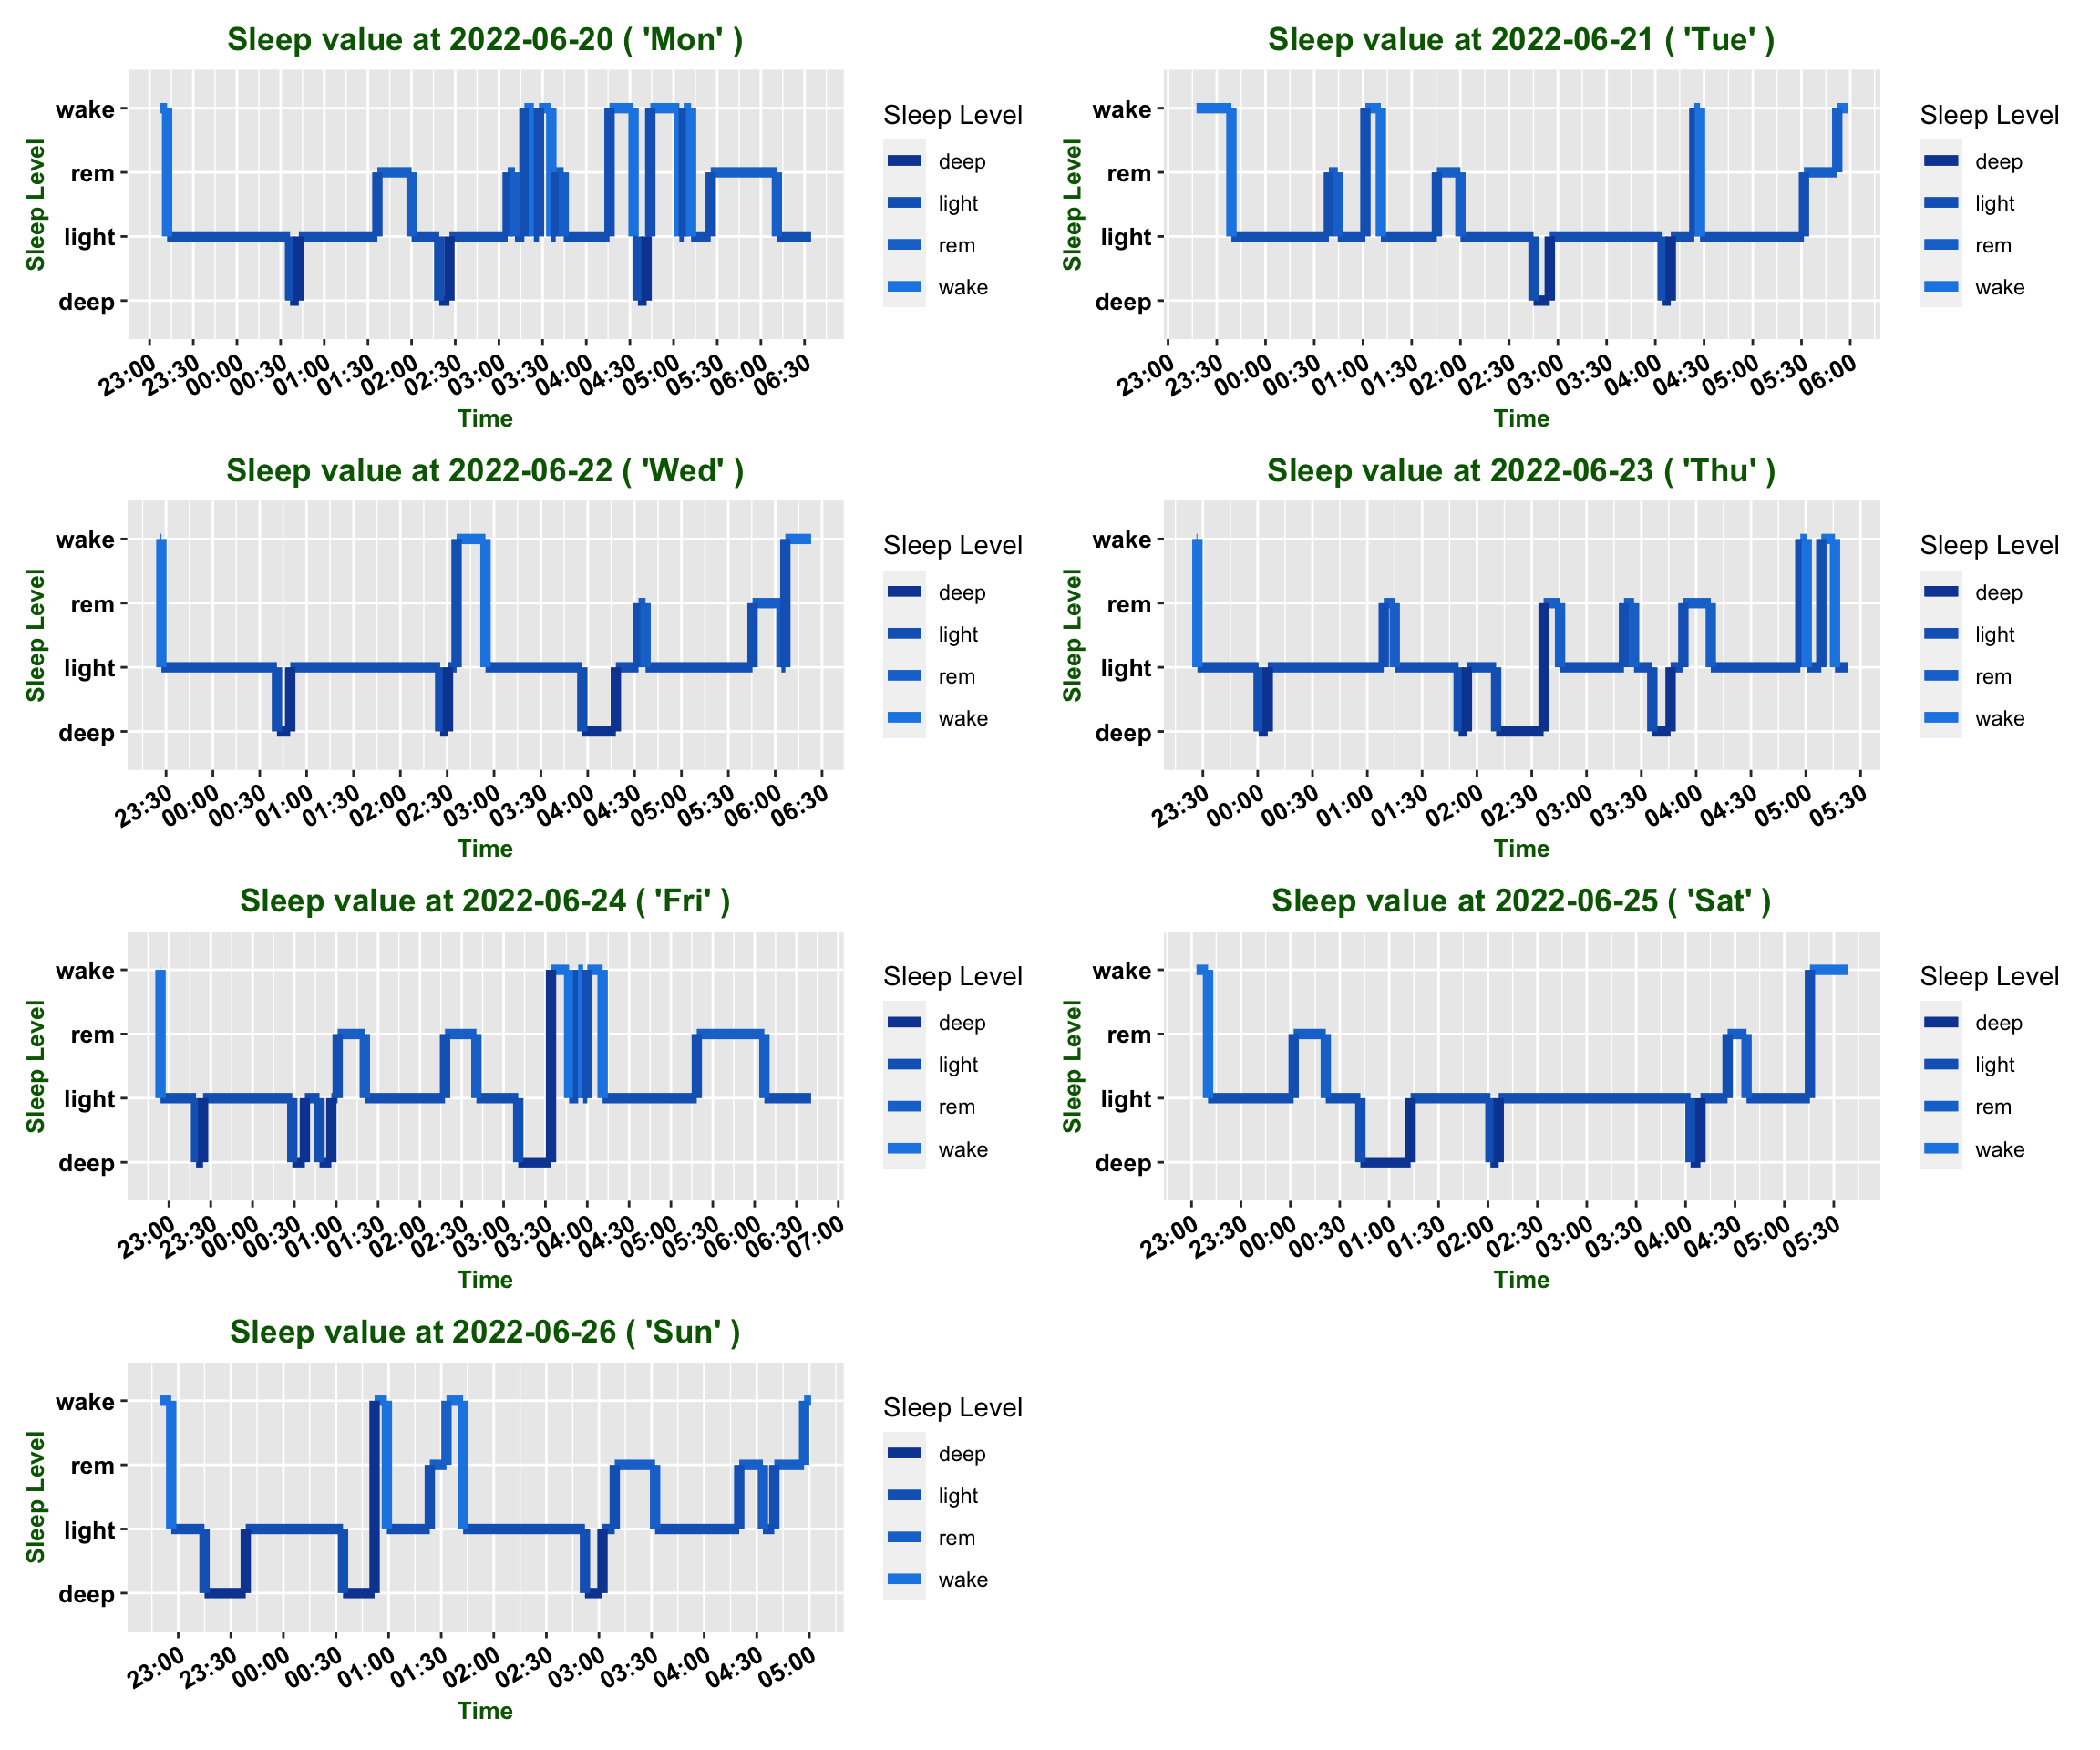 Sleep value at 2022-06-20 ( 'Mon' )
Sleep Level
wake
rem
light
deep
23:00 23:30 00:00 00:30 01:00 01:30 02:00 02:30 03:00 03:30 04:00 04:30 05:00 05:30 06:00 06:30
Time
Sleep Level
deep
light
rem
wake
Sleep value at 2022-06-21 ( 'Tue' )
Sleep Level
wake
rem
light
deep
23:00 23:30 00:00 00:30 01:00 01:30 02:00 02:30 03:00 03:30 04:00 04:30 05:00 05:30 06:00
Time
Sleep Level
deep
light
rem
wake
Sleep value at 2022-06-22 ( 'Wed' )
Sleep Level
wake
rem
light
deep
23:30 00:00 00:30 01:00 01:30 02:00 02:30 03:00 03:30 04:00 04:30 05:00 05:30 06:00 06:30
Time
Sleep Level
deep
light
rem
wake
Sleep value at 2022-06-23 ( 'Thu' )
Sleep Level
wake
rem
light
deep
23:30 00:00 00:30 01:00 01:30 02:00 02:30 03:00 03:30 04:00 04:30 05:00 05:30
Time
Sleep Level
deep
light
rem
wake
Sleep value at 2022-06-24 ( 'Fri' )
Sleep Level
wake
rem
light
deep
23:00 23:30 00:00 00:30 01:00 01:30 02:00 02:30 03:00 03:30 04:00 04:30 05:00 05:30 06:00 06:30 07:00
Time
Sleep Level
deep
light
rem
wake
Sleep value at 2022-06-25 ( 'Sat' )
Sleep Level
wake
rem
light
deep
23:00 23:30 00:00 00:30 01:00 01:30 02:00 02:30 03:00 03:30 04:00 04:30 05:00 05:30
Time
Sleep Level
deep
light
rem
wake
Sleep value at 2022-06-26 ( 'Sun' )
Sleep Level
wake
rem
light
deep
23:00 23:30 00:00 00:30 01:00 01:30 02:00 02:30 03:00 03:30 04:00 04:30 05:00
Time
Sleep Level
deep
light
rem
wake